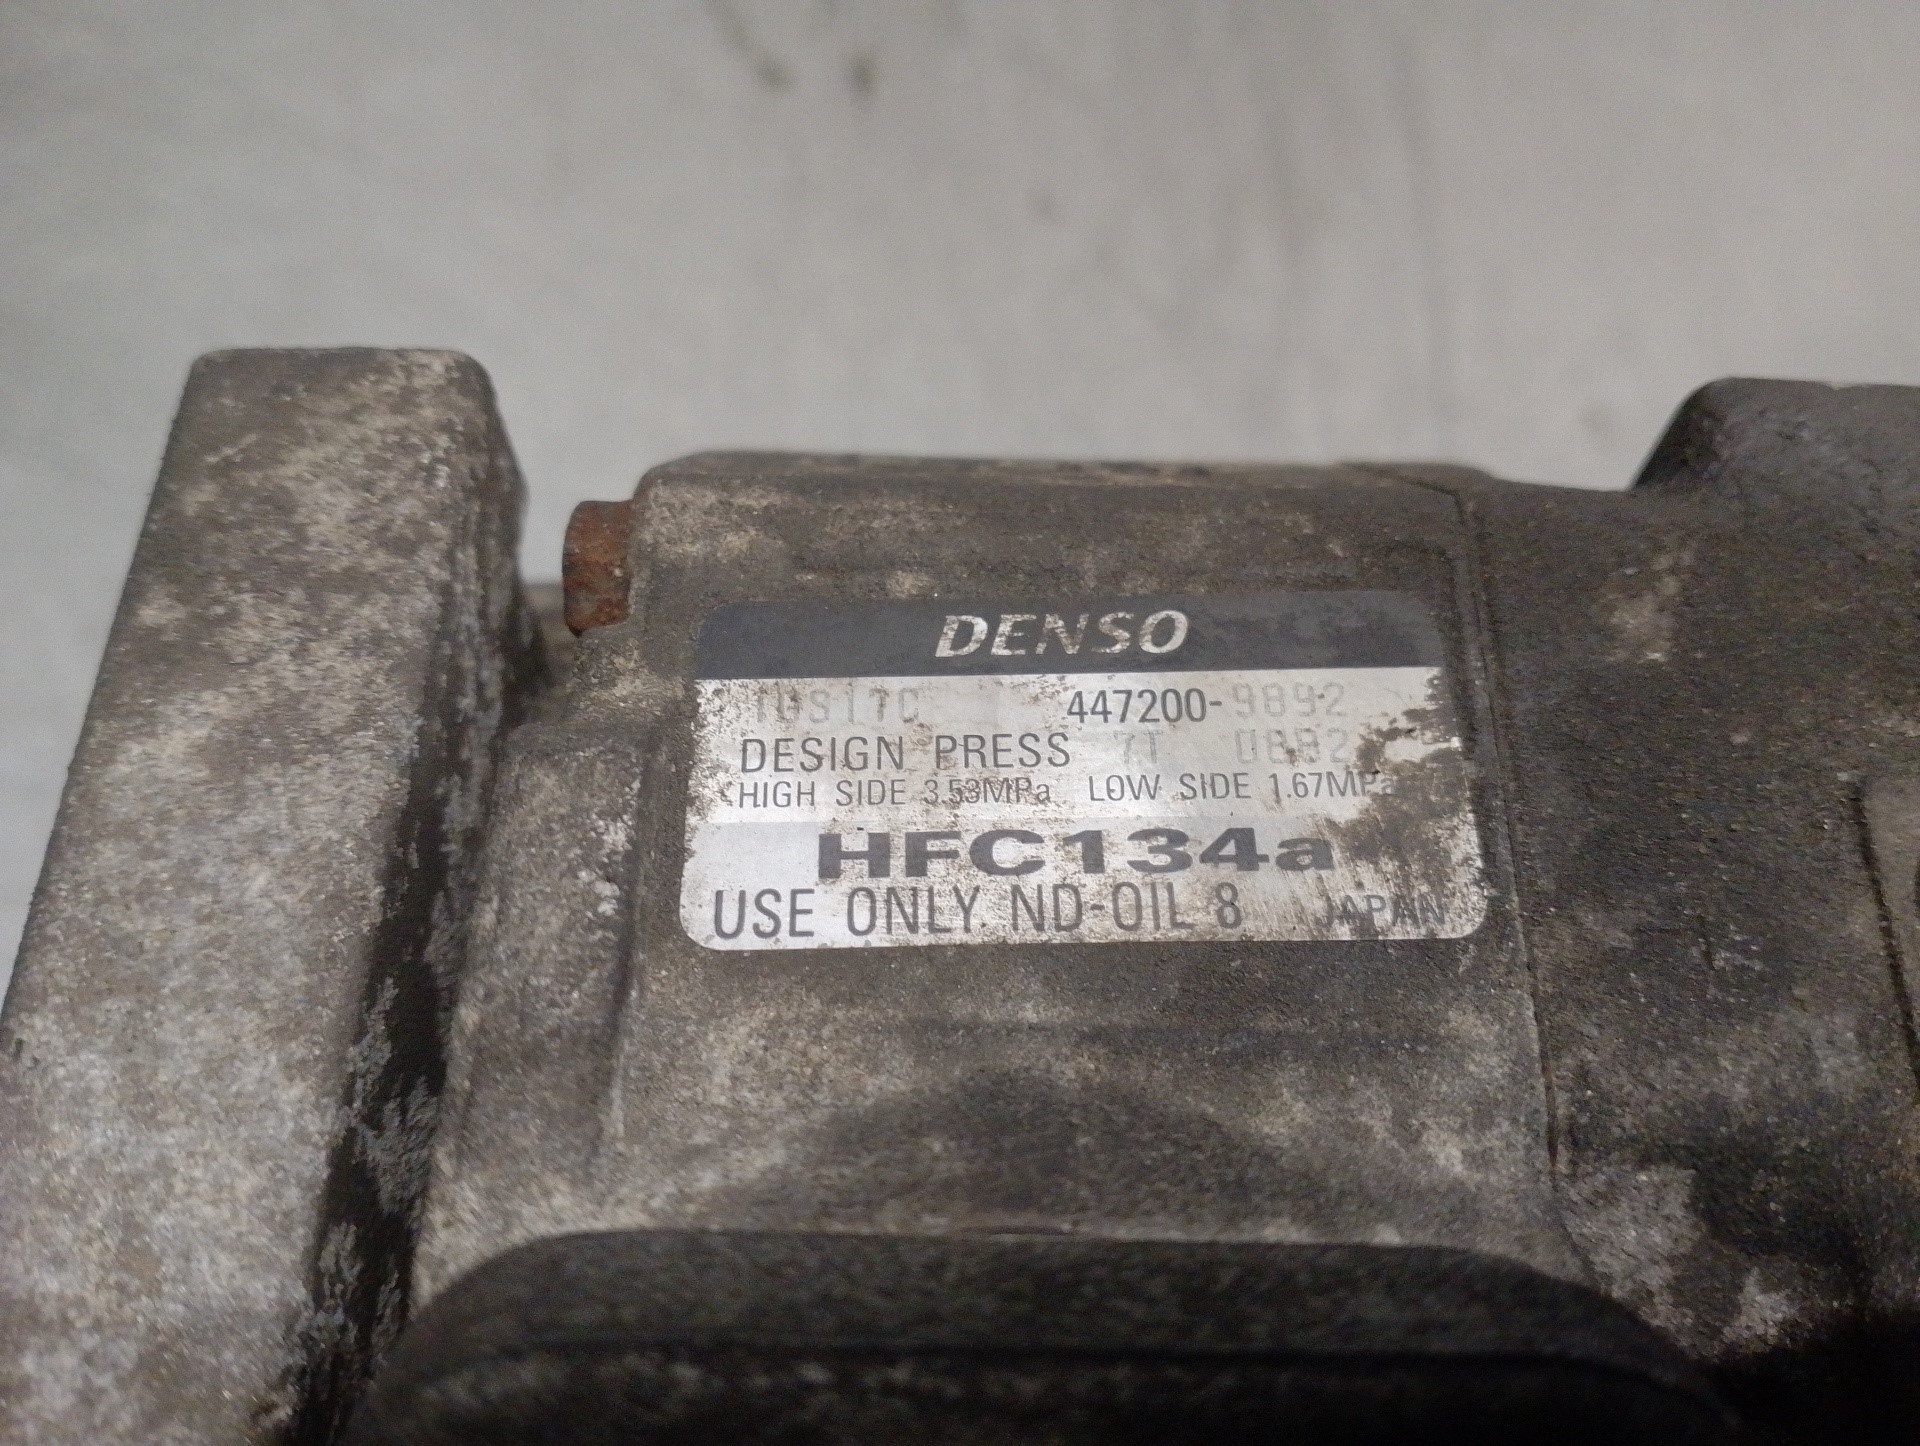 DENSO
10S17C 447200-9892
DESIGN PRESS 7T
HIGH SIDE 3.53MPa LOW SIDE 1.67MPa
HFC134a
USE ONLY ND-OIL 8 JAPAN